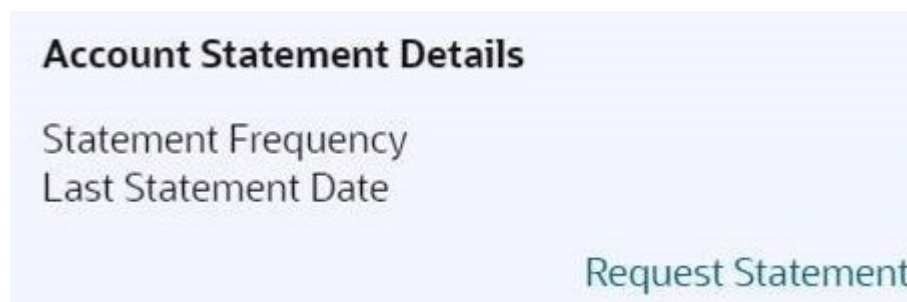 Account Statement Details
Statement Frequency
Last Statement Date
Request Statement